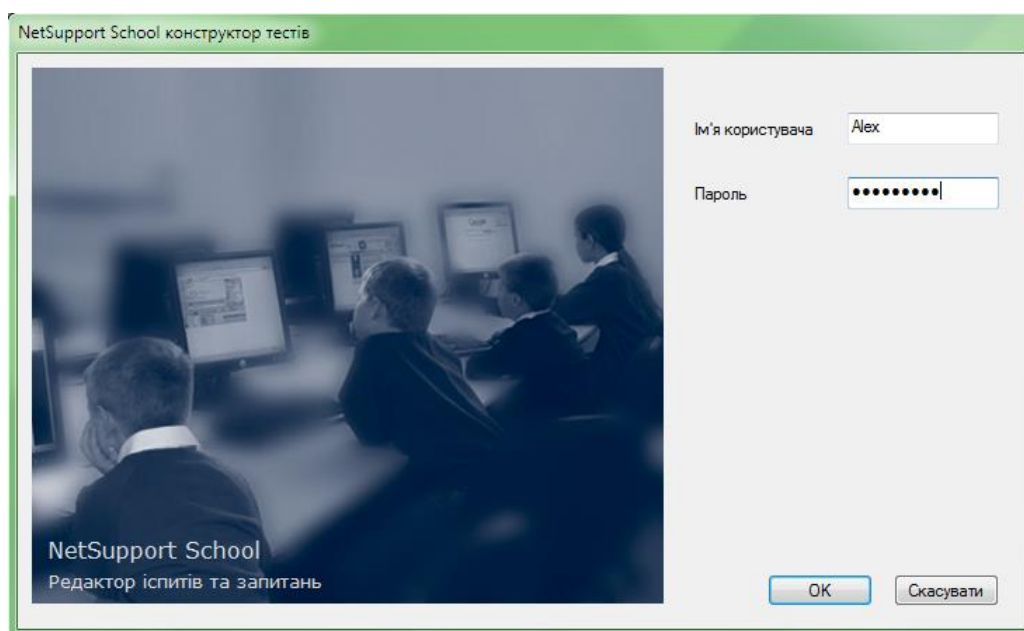 NetSupport School конструктор тестів
Ім'я користувача
Alex
Пароль
•••••••••
NetSupport School
Редактор іспитів та запитань
OK
Скасувати